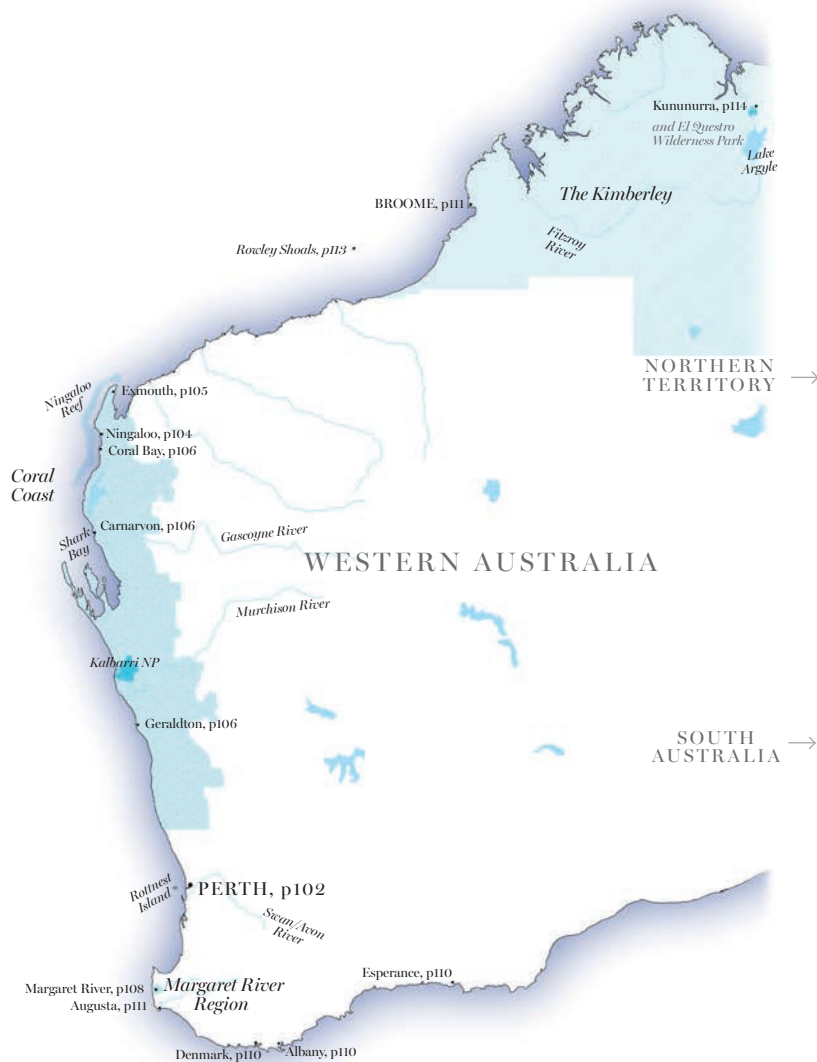 Kununurra, p114
and El Questro
Wilderness Park
Lake
Argyle
The Kimberley
BROOME, p111
Fitzroy
River
Rowley Shoals, p113
NORTHERN
TERRITORY
Ningaloo
Reef
Exmouth, p105
Ningaloo, p104
Coral Bay, p106
Coral
Coast
Carnarvon, p106
Shark
Bay
Gascoyne River
WESTERN AUSTRALIA
Murchison River
Kalbarri NP
Geraldton, p106
SOUTH
AUSTRALIA
Rottnest
Island
PERTH, p102
Swan/Avon
River
Esperance, p110
Margaret River, p108
Margaret River
Region
Augusta, p111
Denmark, p110
Albany, p110